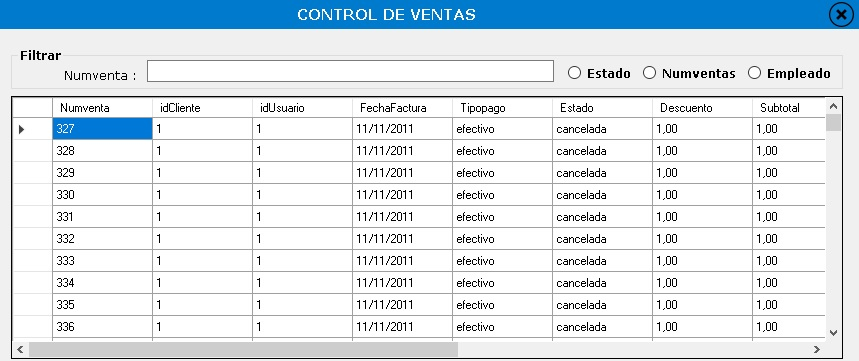 CONTROL DE VENTAS
Filtrar
Numventa : Estado Numventas Empleado
Numventa idCliente idUsuario FechaFactura Tipopago Estado Descuento Subtotal
327 1 1 11/11/2011 efectivo cancelada 1,00 1,00
328 1 1 11/11/2011 efectivo cancelada 1,00 1,00
329 1 1 11/11/2011 efectivo cancelada 1,00 1,00
330 1 1 11/11/2011 efectivo cancelada 1,00 1,00
331 1 1 11/11/2011 efectivo cancelada 1,00 1,00
332 1 1 11/11/2011 efectivo cancelada 1,00 1,00
333 1 1 11/11/2011 efectivo cancelada 1,00 1,00
334 1 1 11/11/2011 efectivo cancelada 1,00 1,00
335 1 1 11/11/2011 efectivo cancelada 1,00 1,00
336 1 1 11/11/2011 efectivo cancelada 1,00 1,00